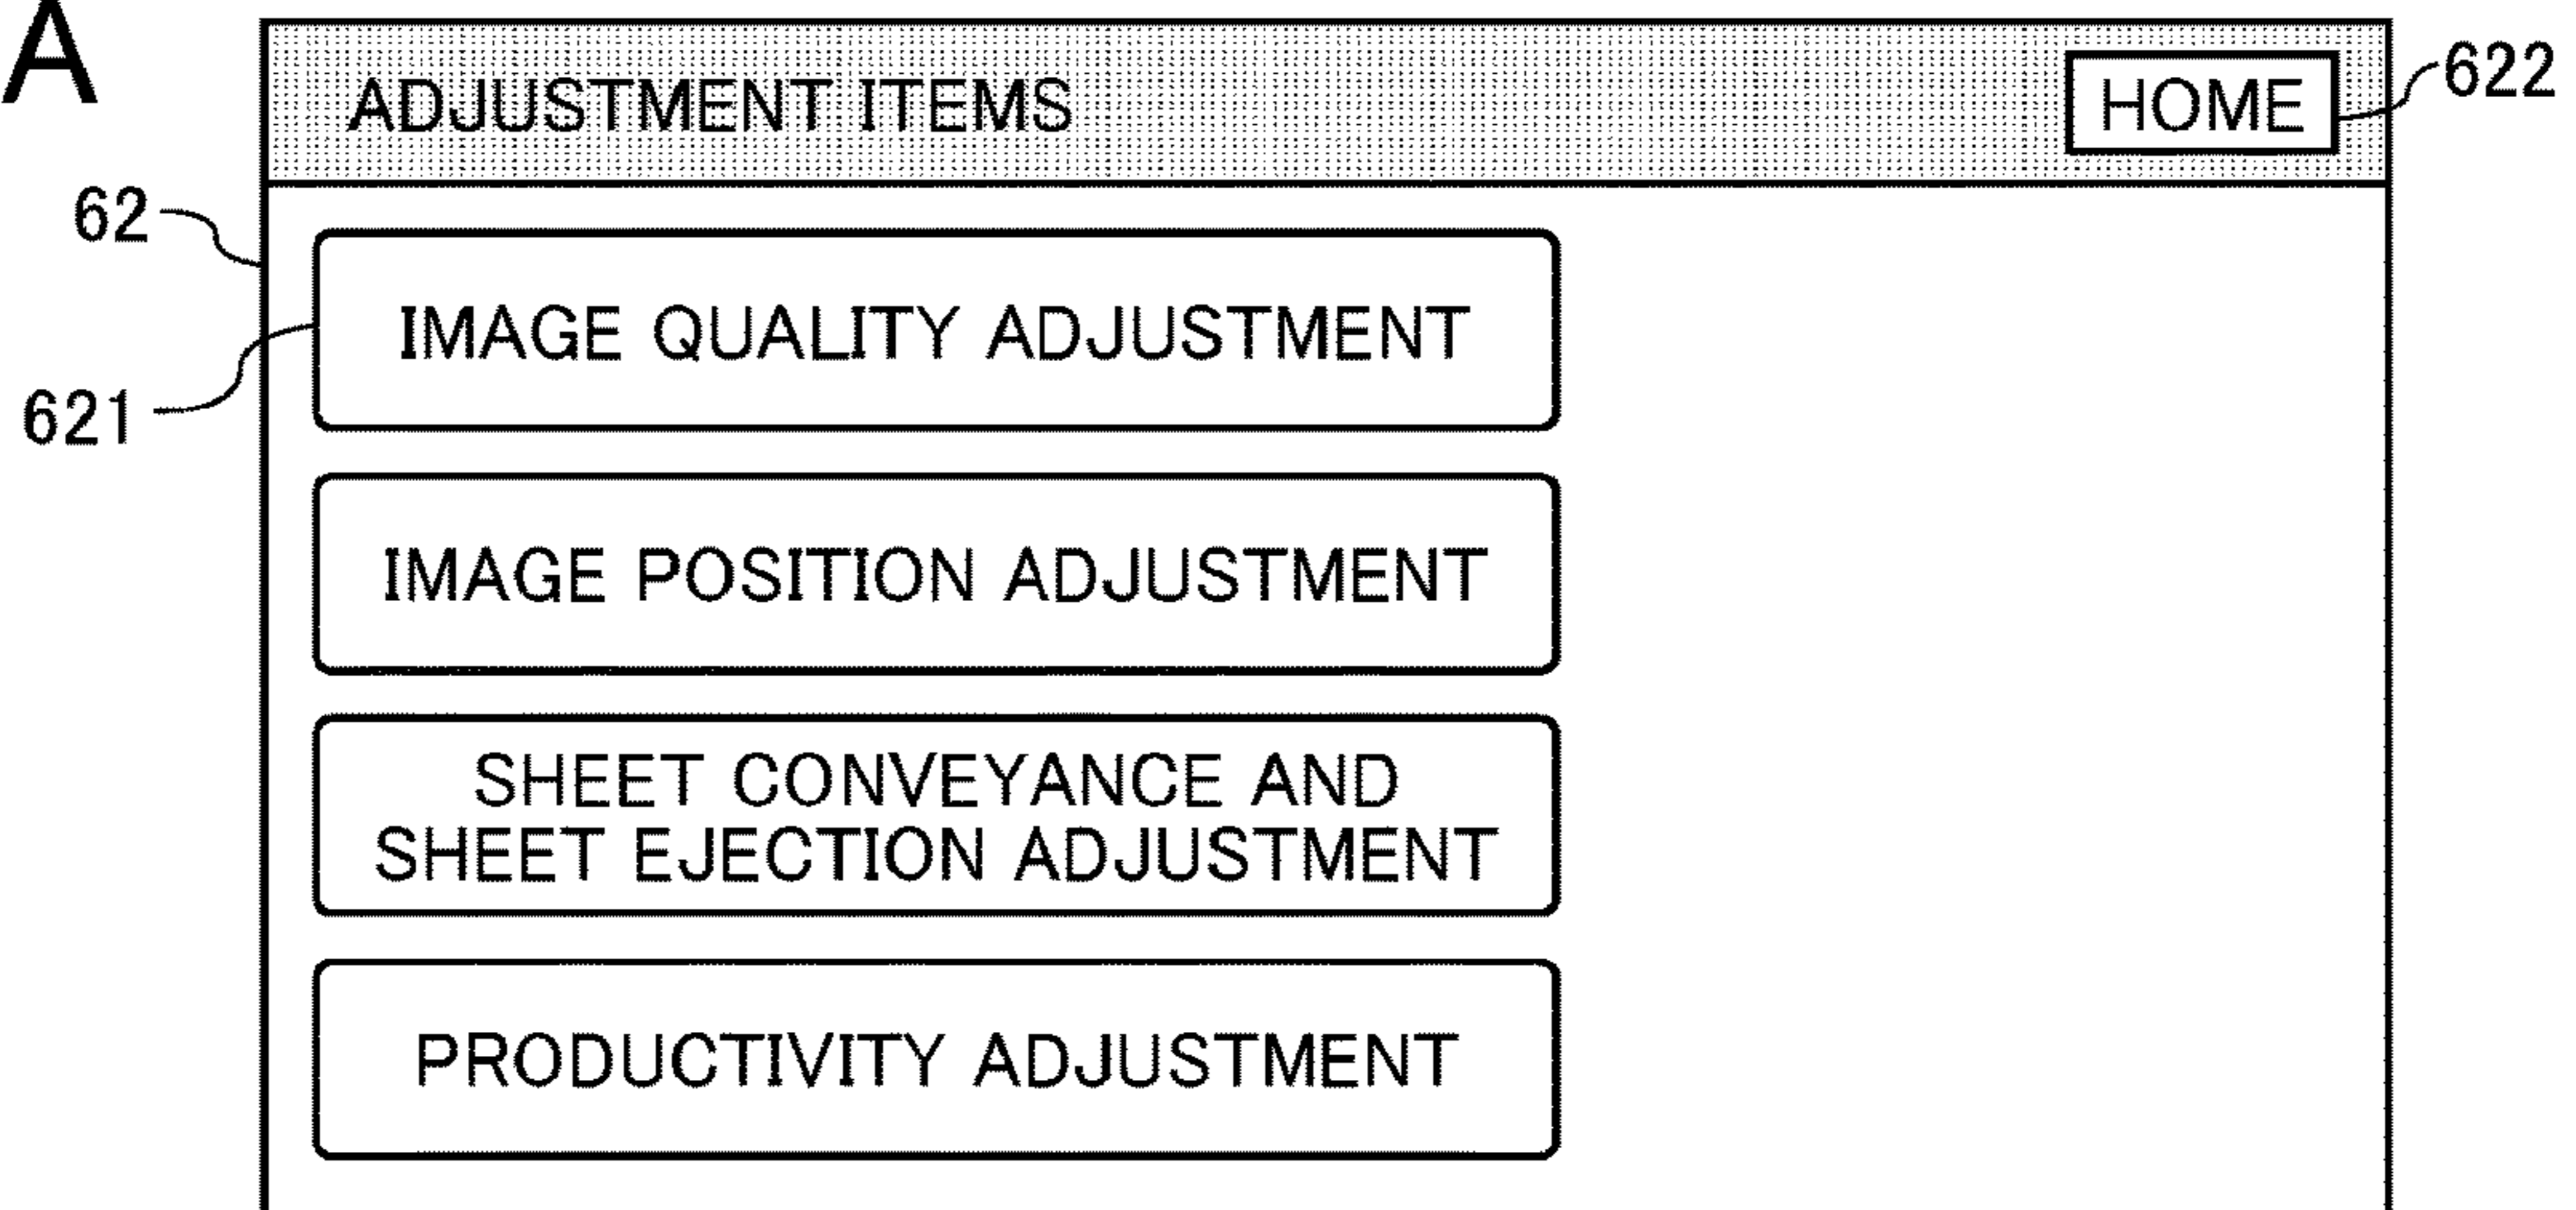 A
ADJUSTMENT ITEMS
HOME
622
62
IMAGE QUALITY ADJUSTMENT
621
IMAGE POSITION ADJUSTMENT
SHEET CONVEYANCE AND
SHEET EJECTION ADJUSTMENT
PRODUCTIVITY ADJUSTMENT